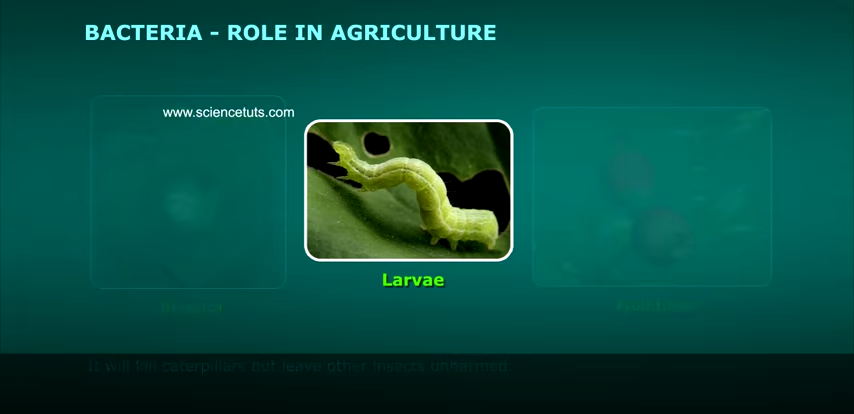 BACTERIA - ROLE IN AGRICULTURE
www.sciencetuts.com
Larvae
It will kill caterpillars but leave other insects unharmed